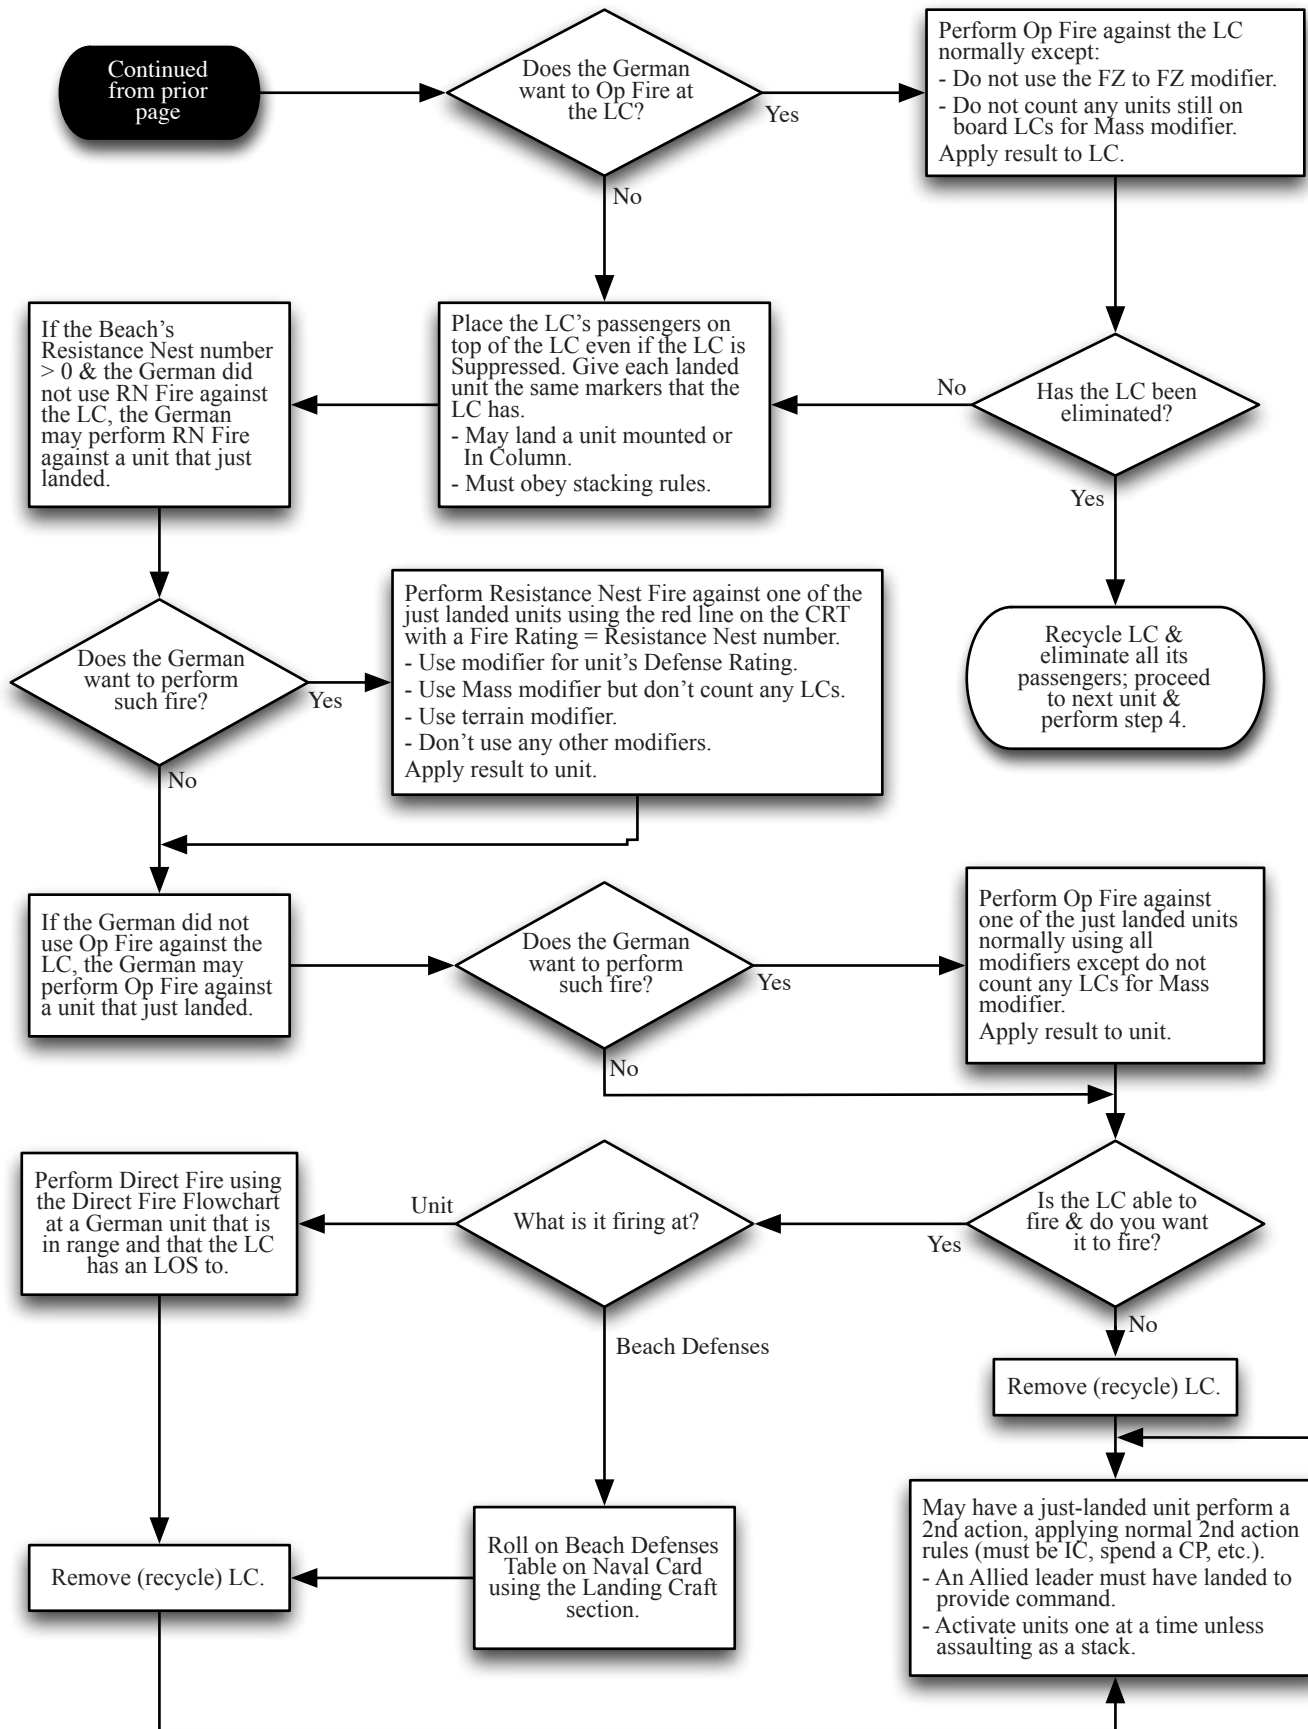 Continued
from prior
page
Does the German
want to Op Fire at
the LC?
Yes
No
Perform Op Fire against the LC
normally except:
- Do not use the FZ to FZ modifier.
- Do not count any units still on
board LCs for Mass modifier.
Apply result to LC.
If the Beach’s
Resistance Nest number
> 0 & the German did
not use RN Fire against
the LC, the German
may perform RN Fire
against a unit that just
landed.
Place the LC’s passengers on
top of the LC even if the LC is
Suppressed. Give each landed
unit the same markers that the
LC has.
- May land a unit mounted or
In Column.
- Must obey stacking rules.
No
Has the LC been
eliminated?
Yes
Does the German
want to perform
such fire?
Yes
No
Perform Resistance Nest Fire against one of the
just landed units using the red line on the CRT
with a Fire Rating = Resistance Nest number.
- Use modifier for unit’s Defense Rating.
- Use Mass modifier but don’t count any LCs.
- Use terrain modifier.
- Don’t use any other modifiers.
Apply result to unit.
Recycle LC &
eliminate all its
passengers; proceed
to next unit &
perform step 4.
If the German did not
use Op Fire against the
LC, the German may
perform Op Fire against
a unit that just landed.
Does the German
want to perform
such fire?
Yes
No
Perform Op Fire against
one of the just landed units
normally using all
modifiers except do not
count any LCs for Mass
modifier.
Apply result to unit.
Perform Direct Fire using
the Direct Fire Flowchart
at a German unit that is
in range and that the LC
has an LOS to.
Unit
What is it firing at?
Beach Defenses
Yes
Is the LC able to
fire & do you want
it to fire?
No
Remove (recycle) LC.
Remove (recycle) LC.
Roll on Beach Defenses
Table on Naval Card
using the Landing Craft
section.
May have a just-landed unit perform a
2nd action, applying normal 2nd action
rules (must be IC, spend a CP, etc.).
- An Allied leader must have landed to
provide command.
- Activate units one at a time unless
assaulting as a stack.